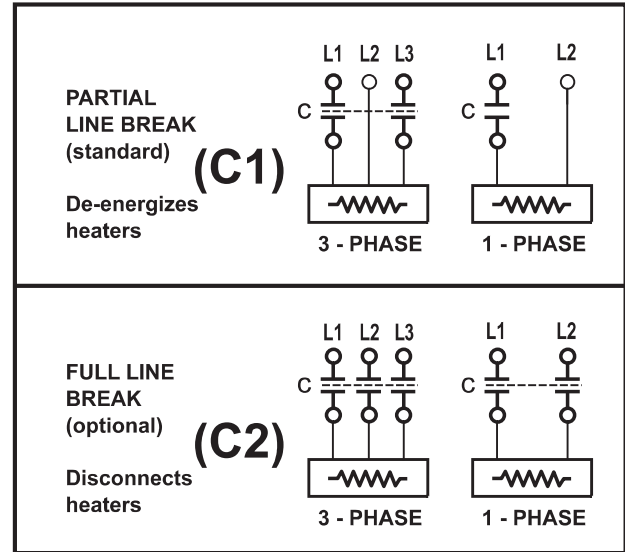 PARTIAL
LINE BREAK
(standard)
(C1)
De-energizes
heaters
L1 L2 L3
C
3 - PHASE
L1 L2
C
1 - PHASE
FULL LINE
BREAK
(optional)
(C2)
Disconnects
heaters
L1 L2 L3
C
3 - PHASE
L1 L2
C
1 - PHASE